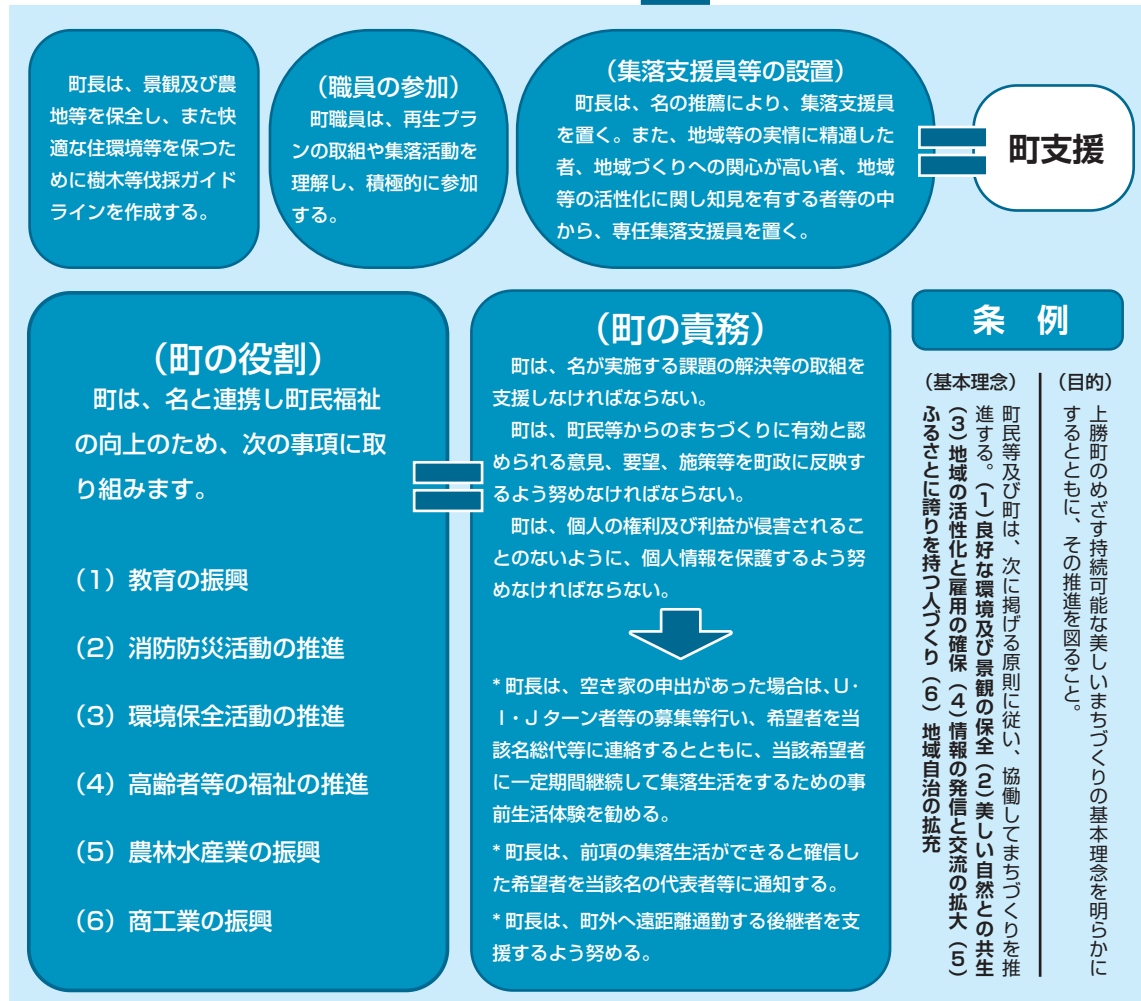 町長は、景観及び農
地等を保全し、また快
適な住環境等を保つた
めに樹木等伐採ガイド
ラインを作成する。
（職員の参加）
町職員は、再生プラ
ンの取組や集落活動を
理解し、積極的に参加
する。
（集落支援員等の設置）
町長は、名の推薦により、集落支援員
を置く。また、地域等の実情に精通した
者、地域づくりへの関心が高い者、地域
等の活性化に関し知見を有する者等の中
から、専任集落支援員を置く。
町支援
（町の役割）
町は、名と連携し町民福祉
の向上のため、次の事項に取
り組みます。
（1）教育の振興
（2）消防防災活動の推進
（3）環境保全活動の推進
（4）高齢者等の福祉の推進
（5）農林水産業の振興
（6）商工業の振興
（町の責務）
町は、名が実施する課題の解決等の取組を
支援しなければならない。
町は、町民等からのまちづくりに有効と認
められる意見、要望、施策等を町政に反映す
るよう努めなければならない。
町は、個人の権利及び利益が侵害されるこ
とのないように、個人情報を保護するよう努
めなければならない。
* 町長は、空き家の申出があった場合は、U・
I・Jターン者等の募集等行い、希望者を当
該名総代等に連絡するとともに、当該希望者
に一定期間継続して集落生活をするための事
前生活体験を勧める。
* 町長は、前項の集落生活ができると確信し
た希望者を当該名の代表者等に通知する。
* 町長は、町外へ遠距離通勤する後継者を支
援するよう努める。
条 例
（目的）
上勝町のめざす持続可能な美しいまちづくりの基本理念を明らかに
するとともに、その推進を図ること。
（基本理念）
町民等及び町は、次に掲げる原則に従い、協働してまちづくりを推
進する。（1）良好な環境及び景観の保全（2）美しい自然との共生
（3）地域の活性化と雇用の確保（4）情報の発信と交流の拡大（5）
ふるさとに誇りを持つ人づくり（6）地域自治の拡充